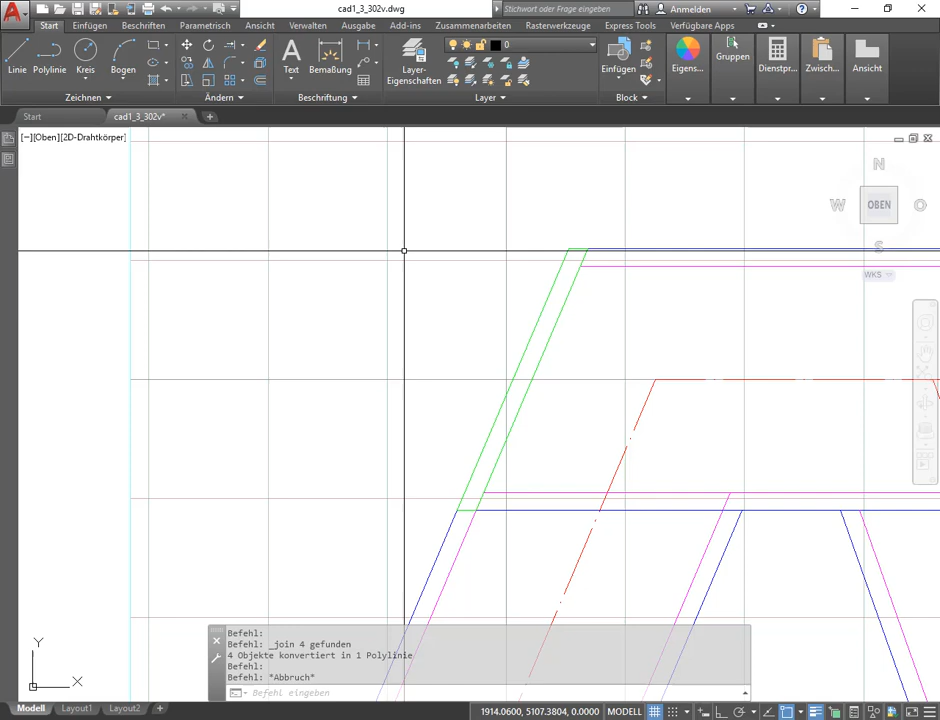 cad1_3_302v.dwg
Stichwort oder Frage eingeben
Anmelden
Start
Einfügen
Beschriften
Parametrisch
Ansicht
Verwalten
Ausgabe
Add-ins
Zusammenarbeiten
Rasterwerkzeuge
Express Tools
Verfügbare Apps
Linie
Polylinie
Kreis
Bogen
Text
Bemaßung
Layer-
Eigenschaften
0
Einfügen
Eigens...
Gruppen
Dienstpr...
Zwisch...
Ansicht
Zeichnen
Ändern
Beschriftung
Layer
Block
Start
cad1_3_302v*
[−][Oben][2D-Drahtkörper]
N
W
OBEN
O
S
WKS
Befehl:
Befehl: _join 4 gefunden
4 Objekte konvertiert in 1 Polylinie
Befehl:
Befehl: *Abbruch*
Befehl eingeben
Y
X
Modell
Layout1
Layout2
1914.0600, 5107.3804, 0.0000
MODELL